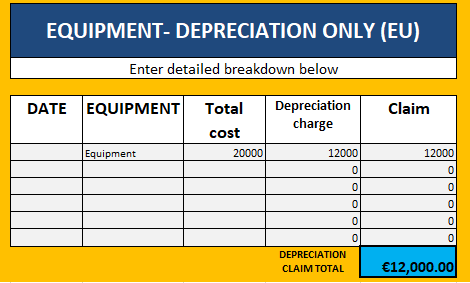 EQUIPMENT- DEPRECIATION ONLY (EU)
Enter detailed breakdown below
DATE EQUIPMENT Total cost Depreciation charge Claim
Equipment 20000 12000 12000
0 0
0 0
0 0
0 0
0 0
DEPRECIATION CLAIM TOTAL €12,000.00